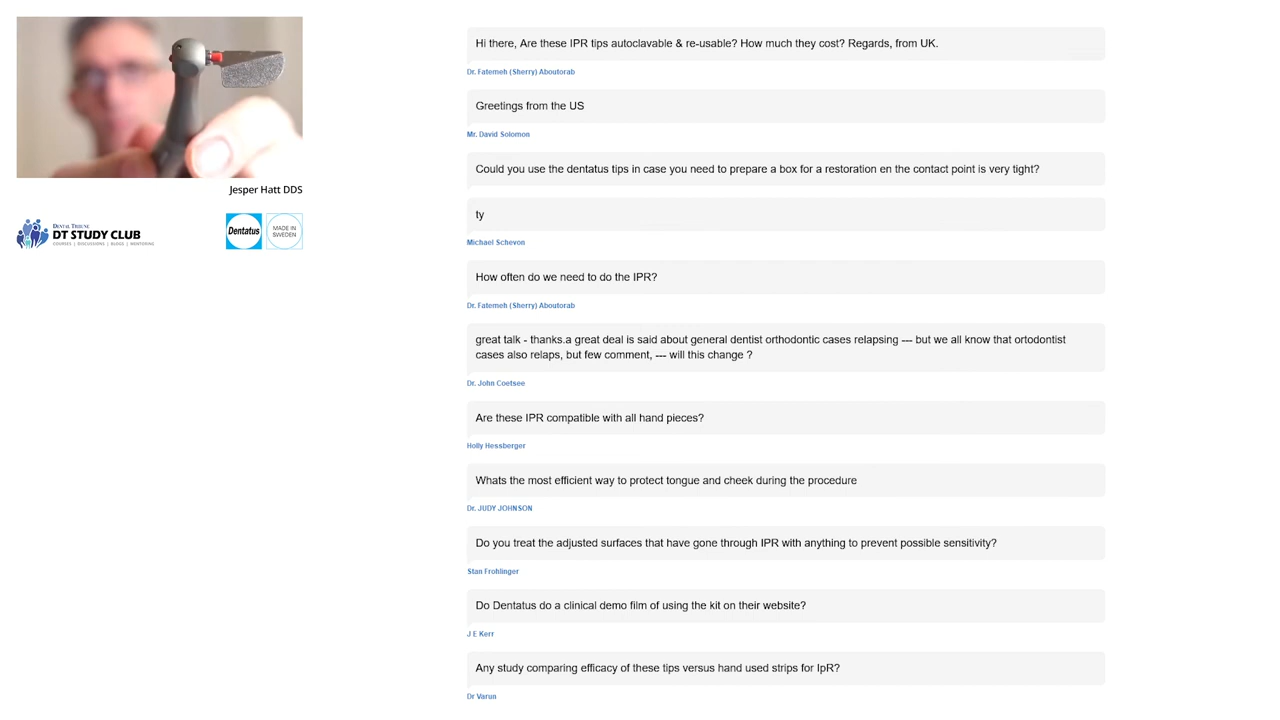 Jesper Hatt DDS
DENTAL TRIBUNE
DT STUDY CLUB
COURSES | DISCUSSIONS | BLOGS | MENTORING
Dentatus
MADE IN
SWEDEN
Hi there, Are these IPR tips autoclavable & re-usable? How much they cost? Regards, from UK.
Dr. Fatemeh (Sherry) Aboutorab
Greetings from the US
Mr. David Solomon
Could you use the dentatus tips in case you need to prepare a box for a restoration en the contact point is very tight?
ty
Michael Schevon
How often do we need to do the IPR?
Dr. Fatemeh (Sherry) Aboutorab
great talk - thanks.a great deal is said about general dentist orthodontic cases relapsing --- but we all know that ortodontist
cases also relaps, but few comment, --- will this change ?
Dr. John Coetsee
Are these IPR compatible with all hand pieces?
Holly Hessberger
Whats the most efficient way to protect tongue and cheek during the procedure
Dr. JUDY JOHNSON
Do you treat the adjusted surfaces that have gone through IPR with anything to prevent possible sensitivity?
Stan Frohlinger
Do Dentatus do a clinical demo film of using the kit on their website?
J E Kerr
Any study comparing efficacy of these tips versus hand used strips for IpR?
Dr Varun